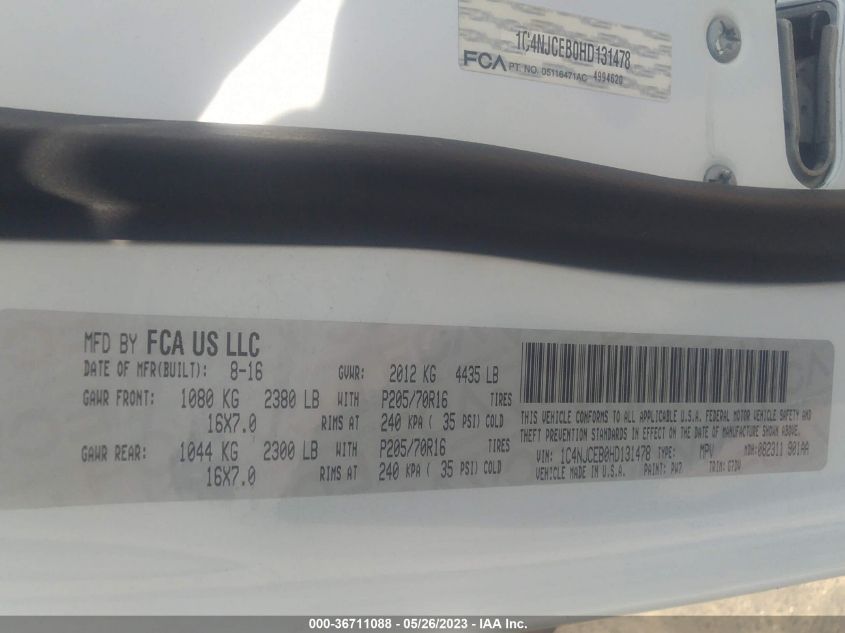 1C4NJCEB0HD131478
FCA PT. NO. 05116471AC 4994620
MFD BY FCA US LLC
DATE OF MFR(BUILT): 8-16 GVWR: 2012 KG 4435 LB
GAWR FRONT: 1080 KG 2380 LB WITH P205/70R16 TIRES
16X7.0 RIMS AT 240 KPA ( 35 PSI) COLD
GAWR REAR: 1044 KG 2300 LB WITH P205/70R16 TIRES
16X7.0 RIMS AT 240 KPA ( 35 PSI) COLD
THIS VEHICLE CONFORMS TO ALL APPLICABLE U.S.A. FEDERAL MOTOR VEHICLE SAFETY AND
THEFT PREVENTION STANDARDS IN EFFECT ON THE DATE OF MANUFACTURE SHOWN ABOVE.
VIN: 1C4NJCEB0HD131478 TYPE: MPV MDH: 082311 901AA
VEHICLE MADE IN U.S.A. PAINT: PW7 TRIM:
000-36711088 - 05/26/2023 - IAA Inc.